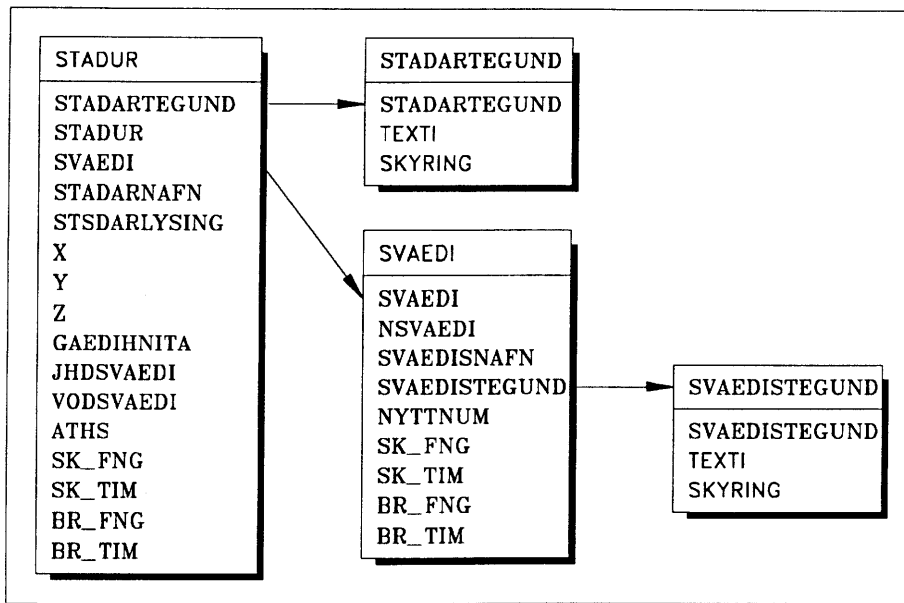 STADUR
STADARTEGUND
STADUR
SVAEDI
STADARNAFN
STSDARLYSING
X
Y
Z
GAEDIHNITA
JHDSVAEDI
VODSVAEDI
ATHS
SK_FNG
SK_TIM
BR_FNG
BR_TIM
STADARTEGUND
STADARTEGUND
TEXTI
SKYRING
SVAEDI
SVAEDI
NSVAEDI
SVAEDISNAFN
SVAEDISTEGUND
NYTTNUM
SK_FNG
SK_TIM
BR_FNG
BR_TIM
SVAEDISTEGUND
SVAEDISTEGUND
TEXTI
SKYRING